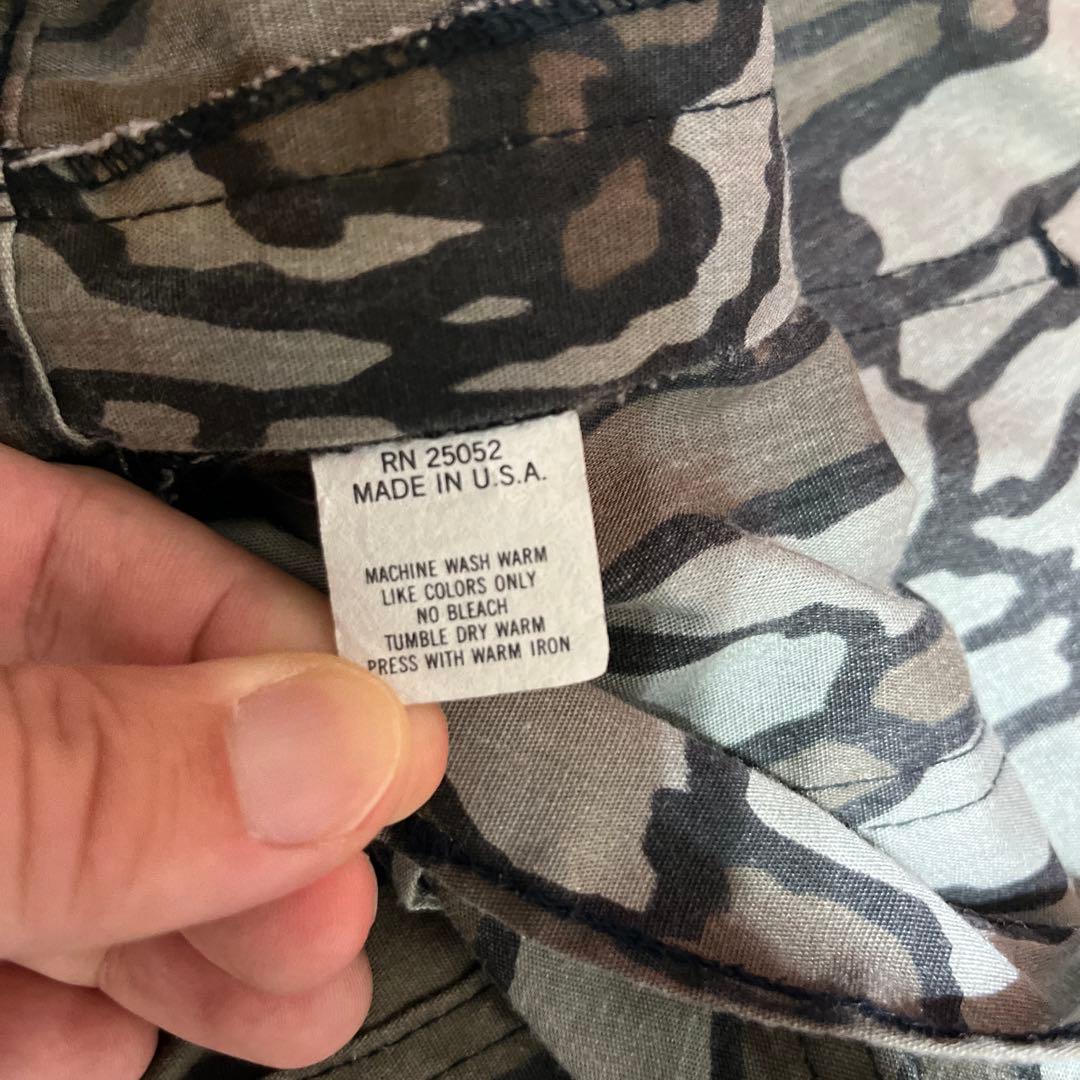 RN 25052
MADE IN U.S.A.
MACHINE WASH WARM
LIKE COLORS ONLY
NO BLEACH
TUMBLE DRY WARM
PRESS WITH WARM IRON